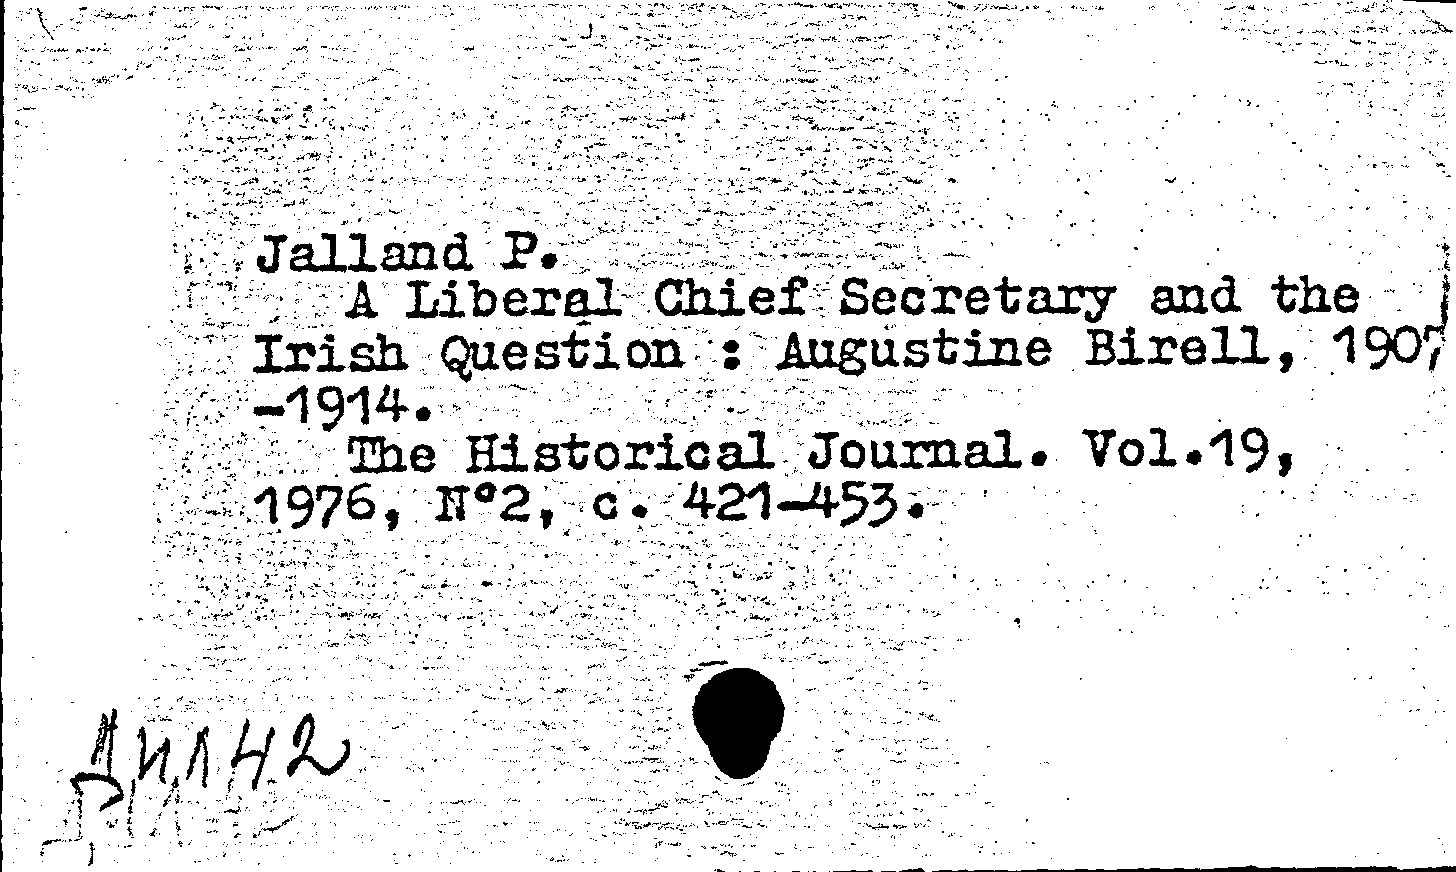 Jalland P.
A Liberal Chief Secretary and the
Irish Question : Augustine Birell, 1907
-1914.
The Historical Journal. Vol.19,
1976, N°2, c. 421-453.